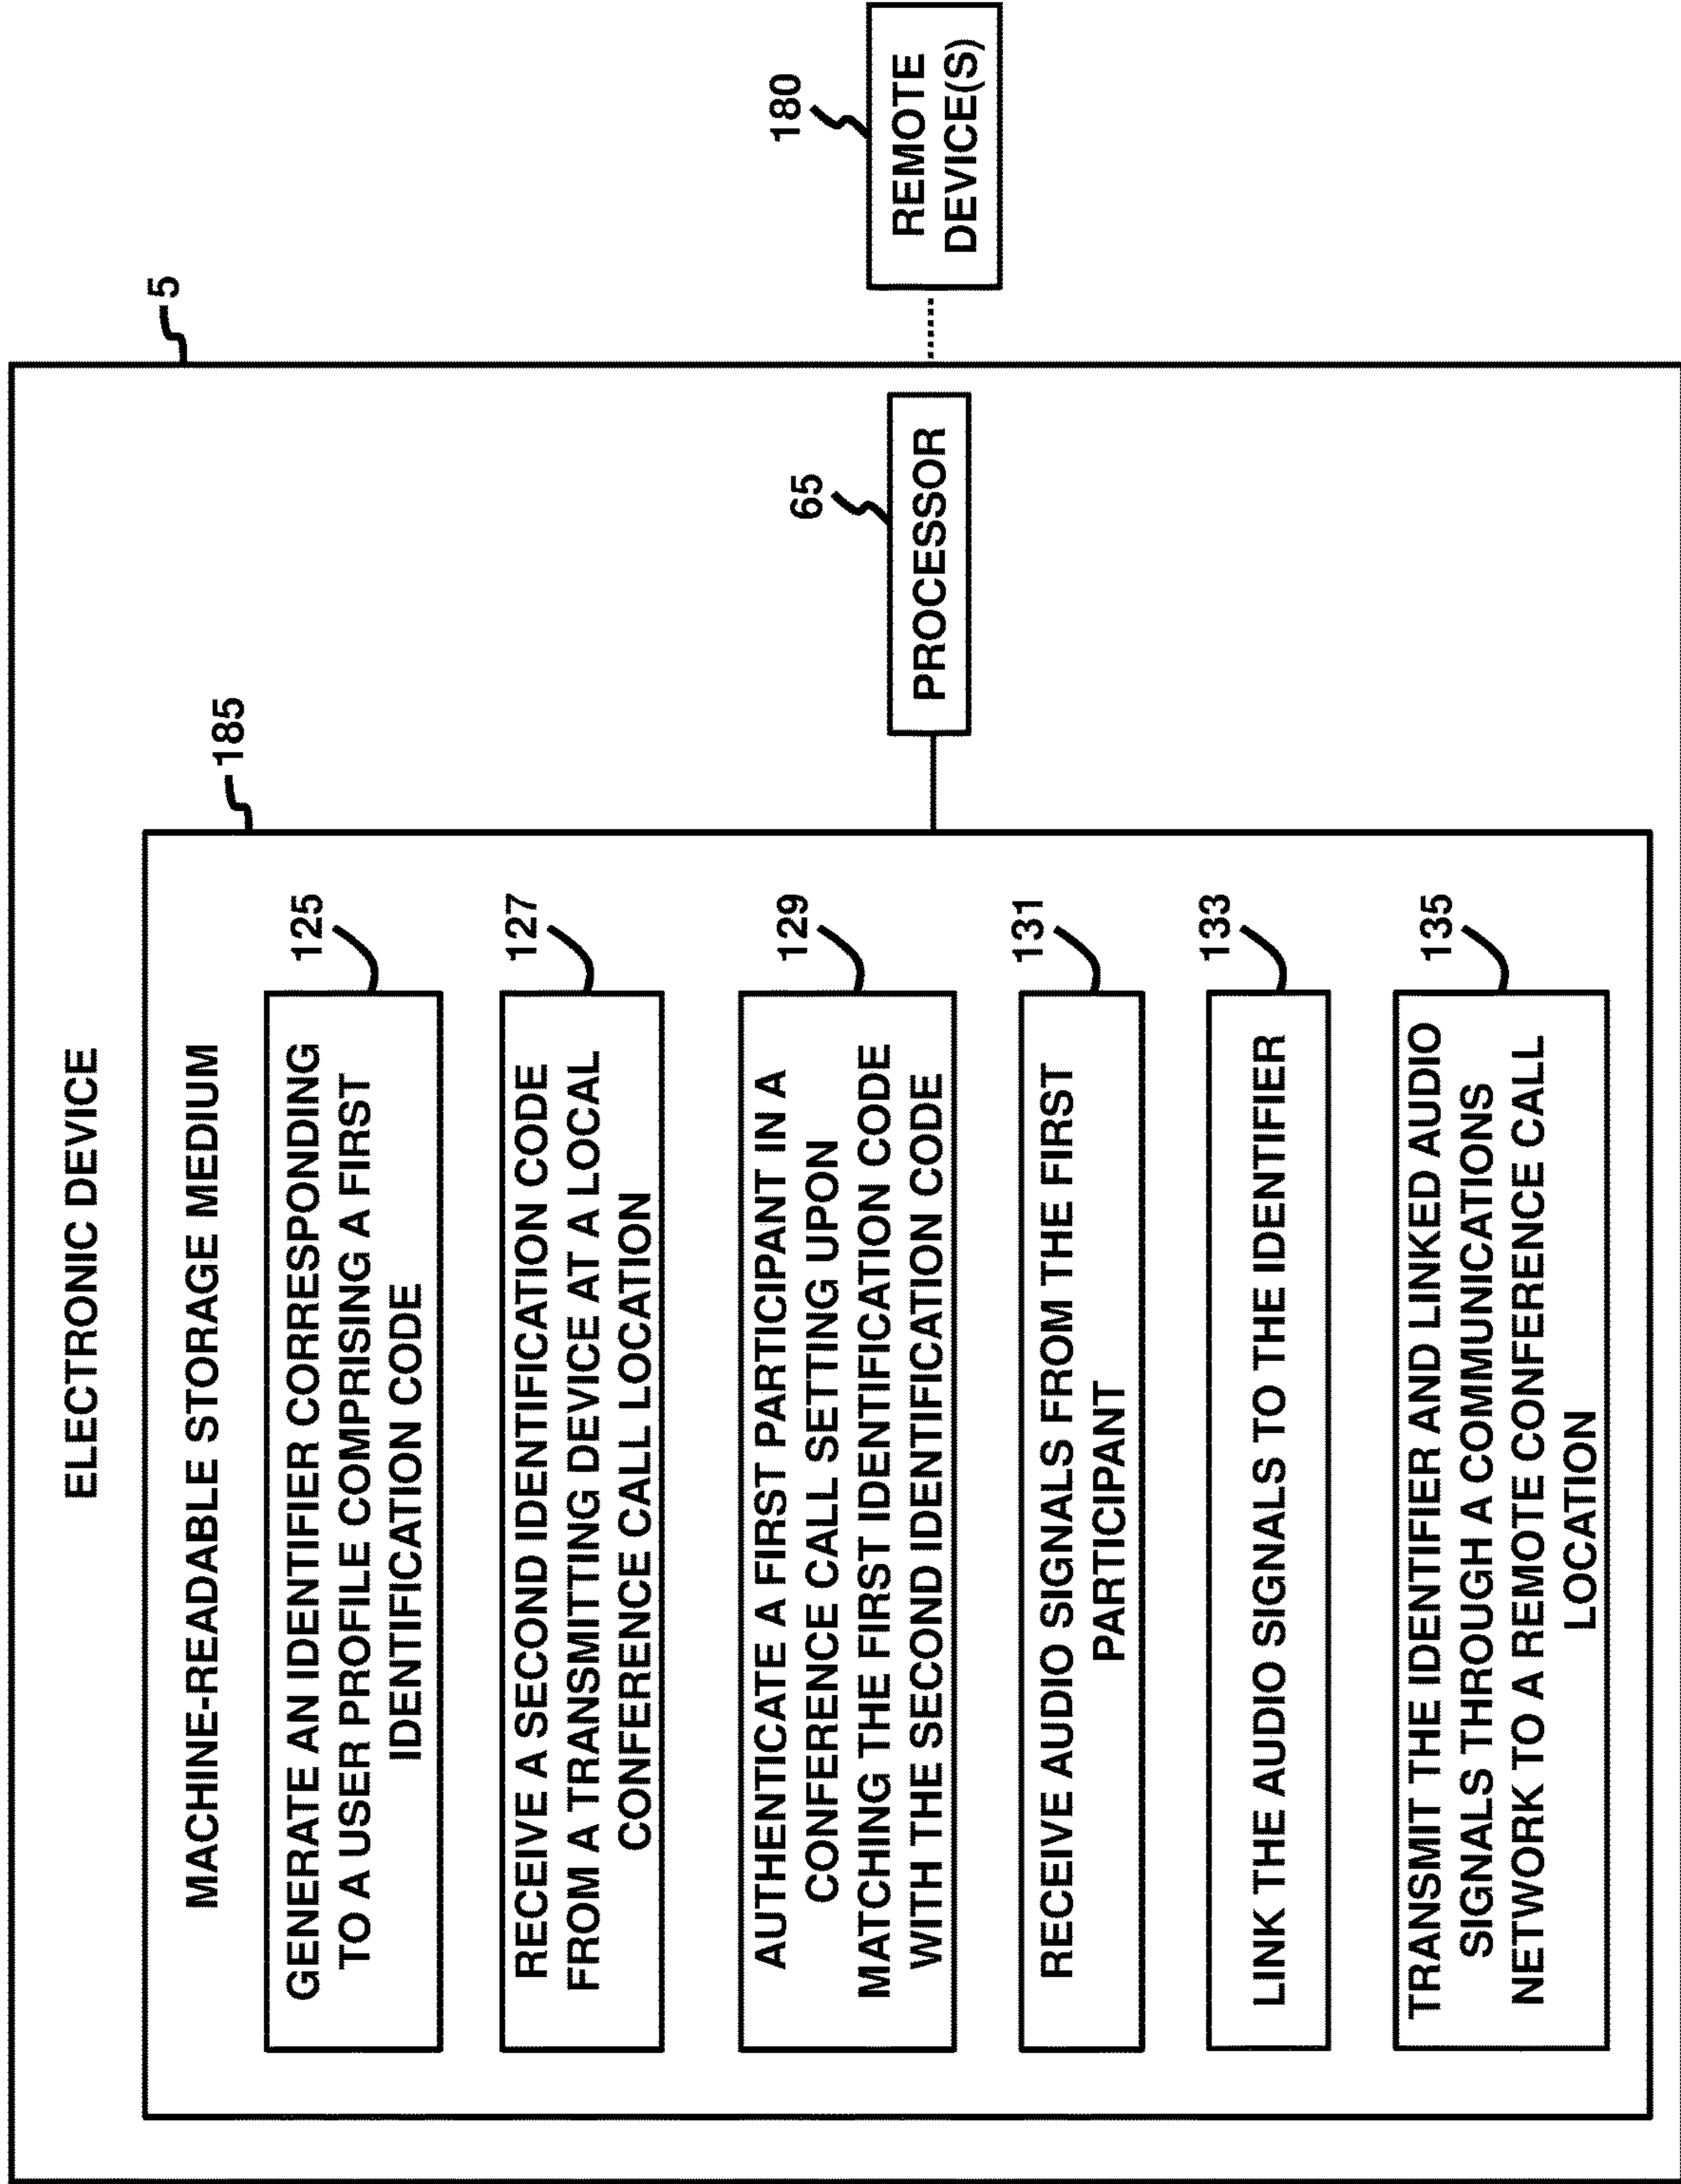 ELECTRONIC DEVICE
5
MACHINE-READABLE STORAGE MEDIUM
185
GENERATE AN IDENTIFIER CORRESPONDING
TO A USER PROFILE COMPRISING A FIRST
IDENTIFICATION CODE
125
RECEIVE A SECOND IDENTIFICATION CODE
FROM A TRANSMITTING DEVICE AT A LOCAL
CONFERENCE CALL LOCATION
127
AUTHENTICATE A FIRST PARTICIPANT IN A
CONFERENCE CALL SETTING UPON
MATCHING THE FIRST IDENTIFICATION CODE
WITH THE SECOND IDENTIFICATION CODE
129
RECEIVE AUDIO SIGNALS FROM THE FIRST
PARTICIPANT
131
LINK THE AUDIO SIGNALS TO THE IDENTIFIER
133
TRANSMIT THE IDENTIFIER AND LINKED AUDIO
SIGNALS THROUGH A COMMUNICATIONS
NETWORK TO A REMOTE CONFERENCE CALL
LOCATION
135
65
PROCESSOR
180
REMOTE
DEVICE(S)